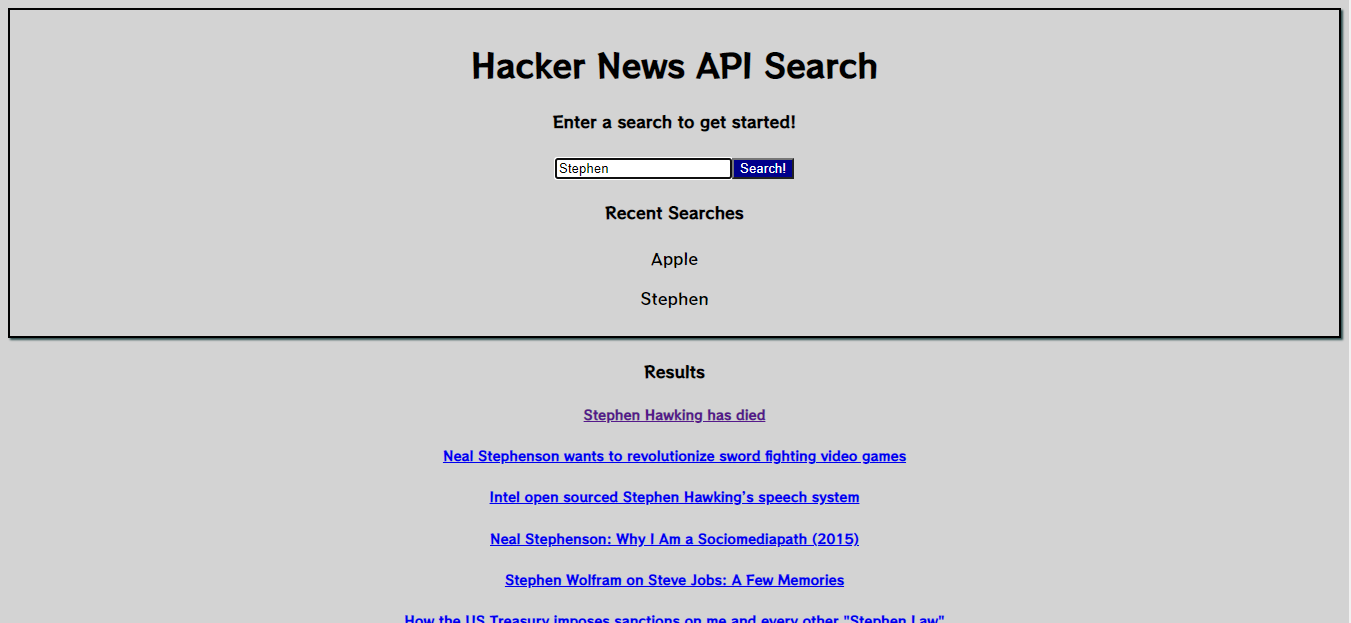 Hacker News API Search
Enter a search to get started!
Stephen Search!
Recent Searches
Apple
Stephen
Results
Stephen Hawking has died
Neal Stephenson wants to revolutionize sword fighting video games
Intel open sourced Stephen Hawking's speech system
Neal Stephenson: Why I Am a Sociomediapath (2015)
Stephen Wolfram on Steve Jobs: A Few Memories
How the US Treasury imposes sanctions on me and every other "Stephen Law"